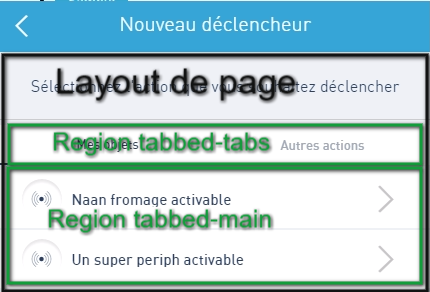 Nouveau déclencheur
Layout de page
Sélectionnez l'action que vous souhaitez déclencher
Region tabbed-tabs
Mes objets
Autres actions
Naan fromage activable
Region tabbed-main
Un super periph activable